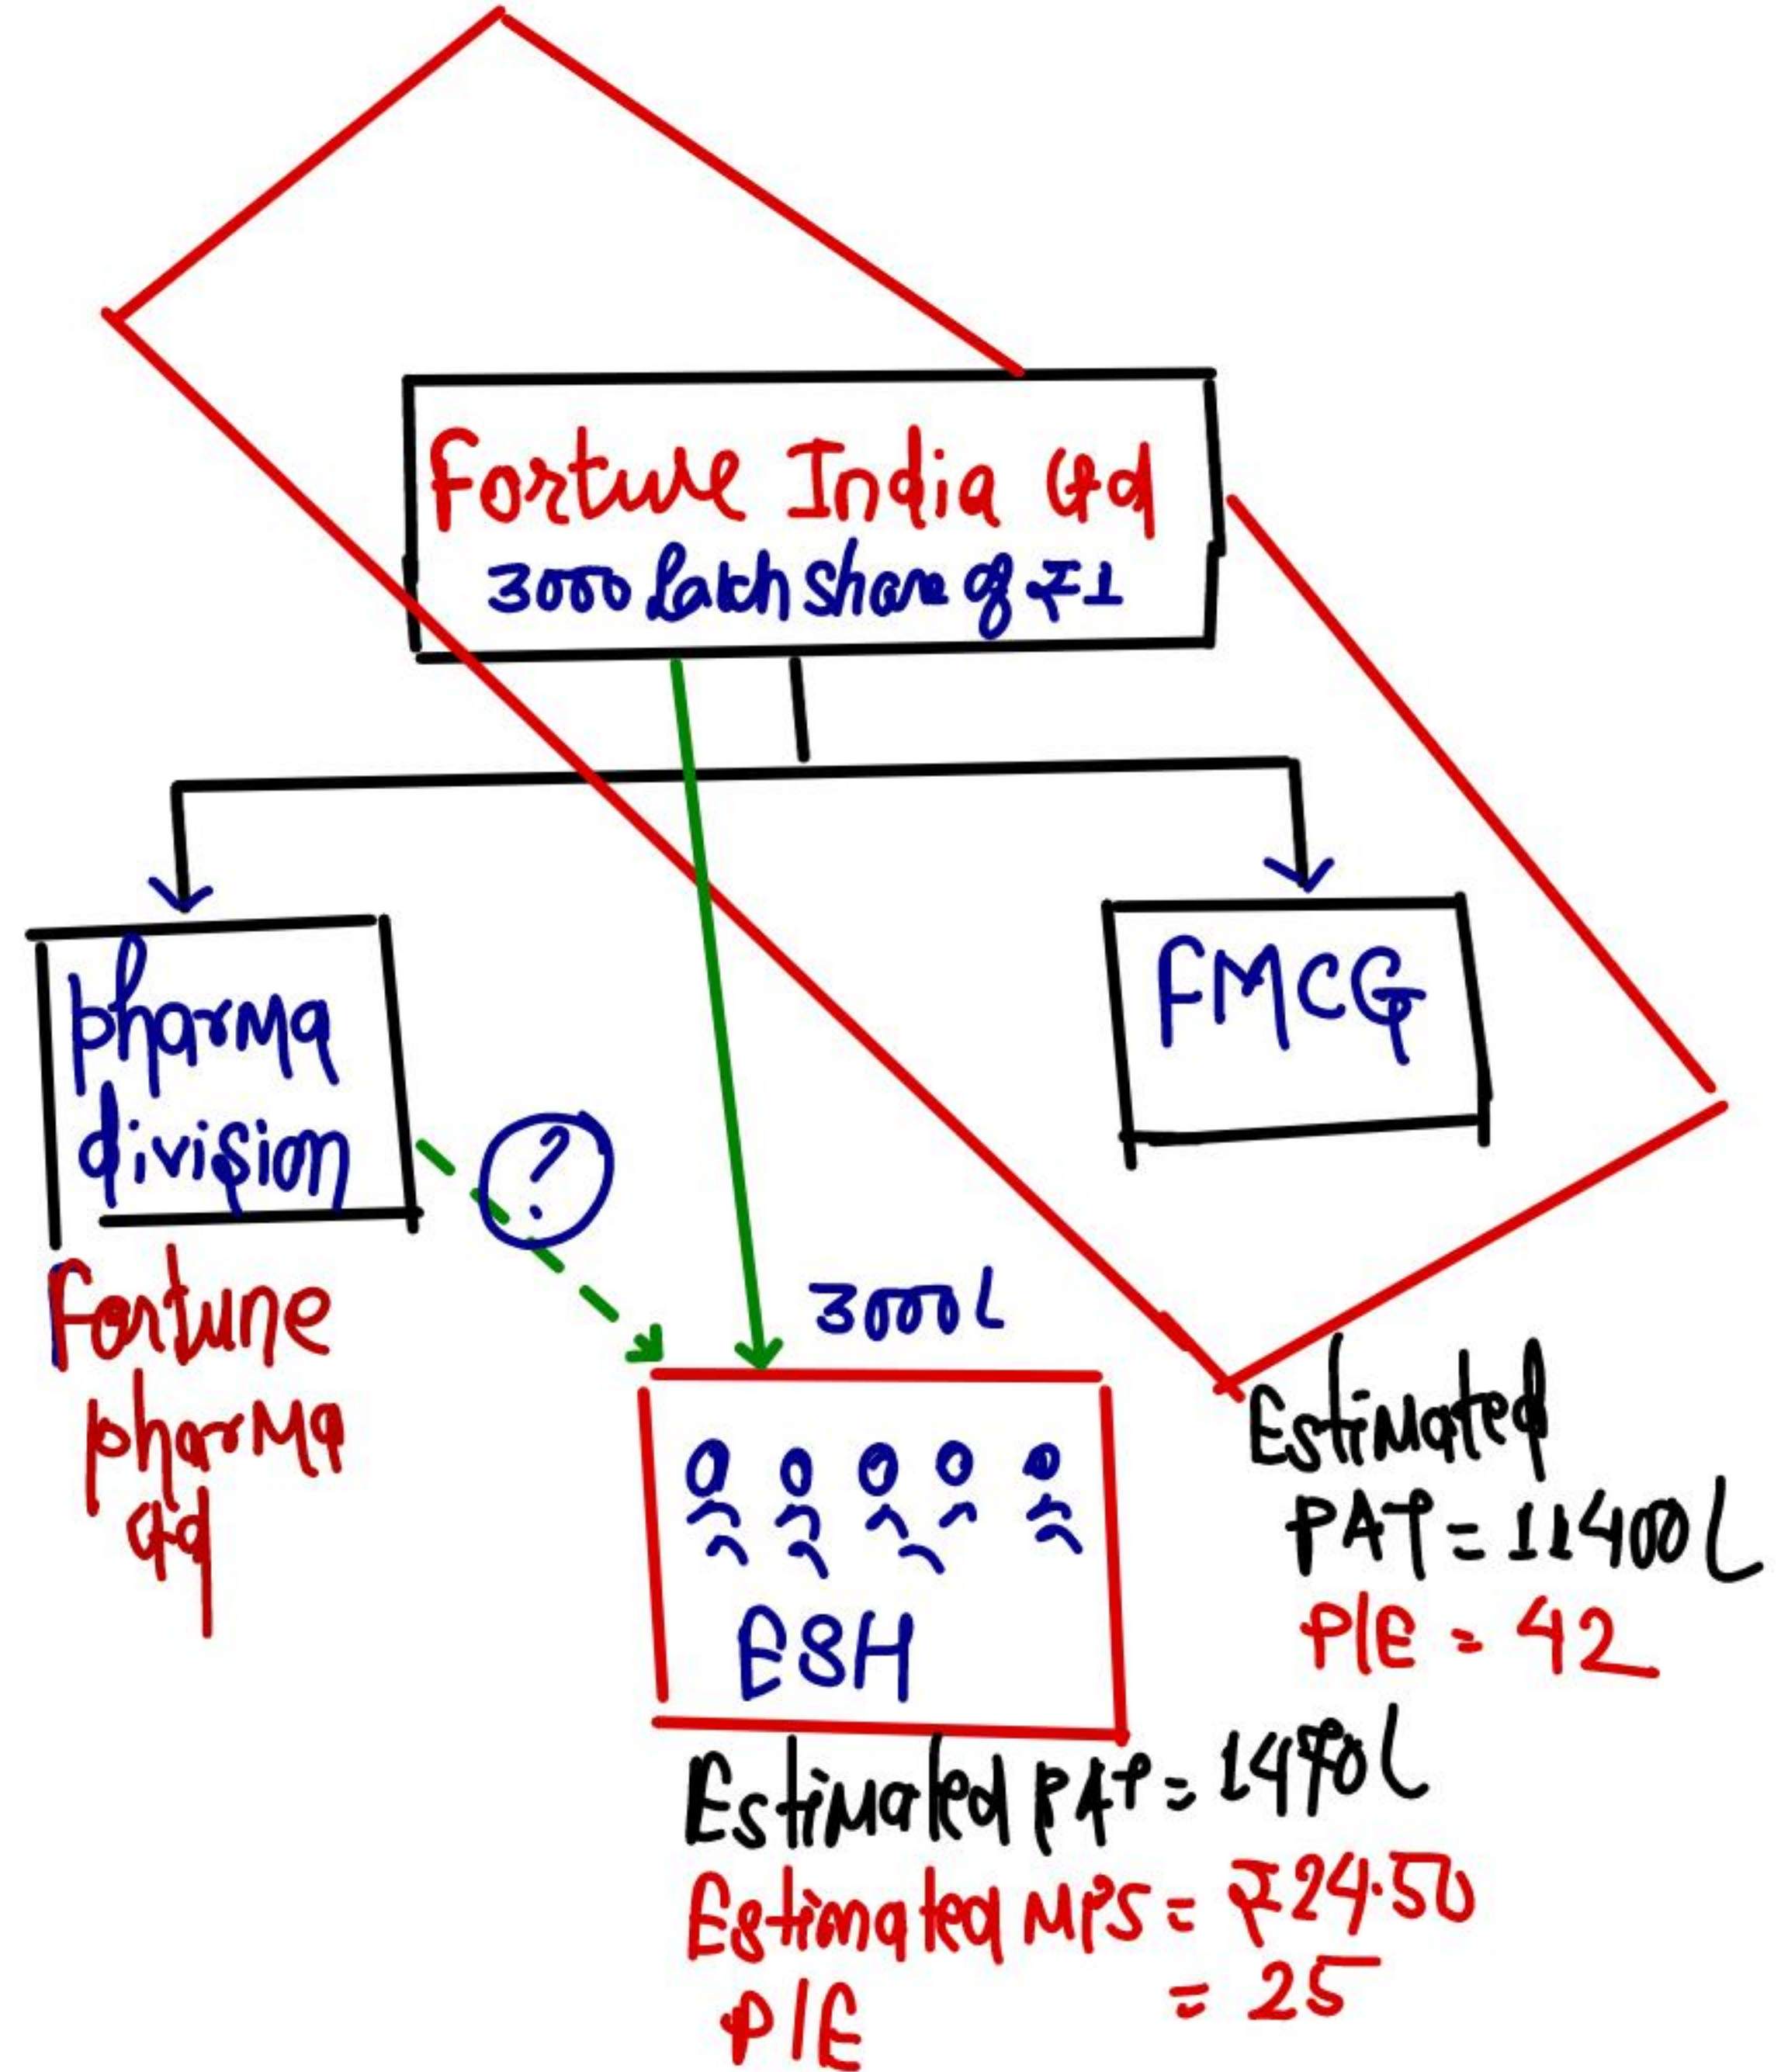 Fortune India Ltd
3000 Lakh share of ₹1
pharma
division
FMCG
?
Fortune
pharma
Ltd
3000L
ESH
Estimated
PAT = 11400L
P/E = 42
Estimated PAT = 1470L
Estimated MPS = ₹24.50
P/E = 25